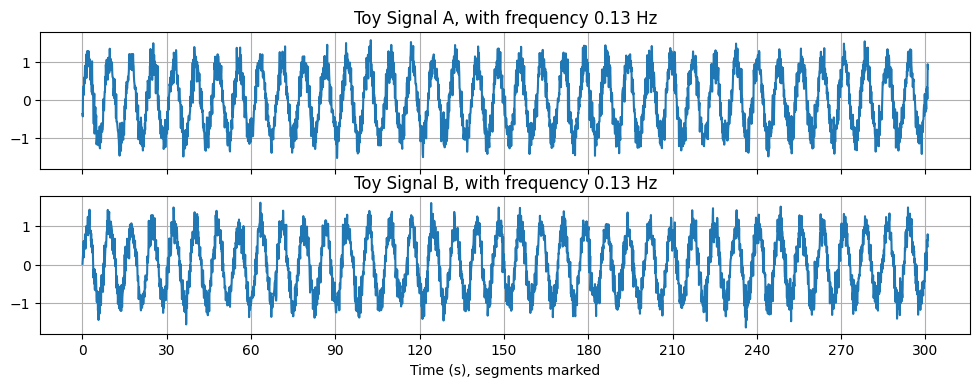 Toy Signal A, with frequency 0.13 Hz
1
0
−1
Toy Signal B, with frequency 0.13 Hz
1
0
−1
0 30 60 90 120 150 180 210 240 270 300
Time (s), segments marked